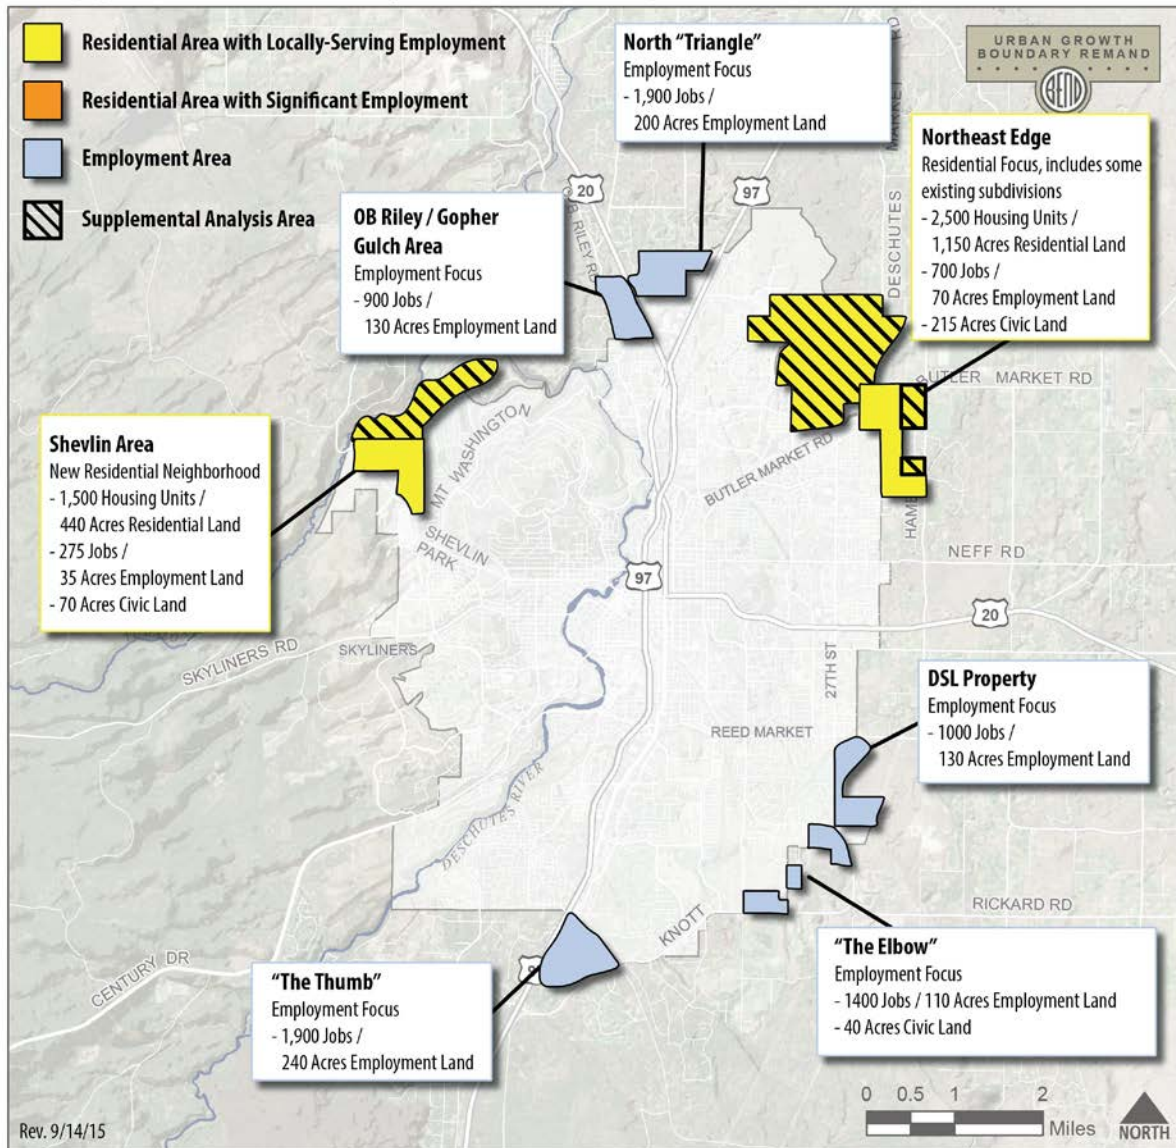 Residential Area with Locally-Serving Employment
Residential Area with Significant Employment
Employment Area
Supplemental Analysis Area
URBAN GROWTH
BOUNDARY REMAND
BEND
North “Triangle”
Employment Focus
- 1,900 Jobs /
200 Acres Employment Land
Northeast Edge
Residential Focus, includes some
existing subdivisions
- 2,500 Housing Units /
1,150 Acres Residential Land
- 700 Jobs /
70 Acres Employment Land
- 215 Acres Civic Land
OB Riley / Gopher
Gulch Area
Employment Focus
- 900 Jobs /
130 Acres Employment Land
Shevlin Area
New Residential Neighborhood
- 1,500 Housing Units /
440 Acres Residential Land
- 275 Jobs /
35 Acres Employment Land
- 70 Acres Civic Land
DSL Property
Employment Focus
- 1000 Jobs /
130 Acres Employment Land
“The Elbow”
Employment Focus
- 1400 Jobs / 110 Acres Employment Land
- 40 Acres Civic Land
“The Thumb”
Employment Focus
- 1,900 Jobs /
240 Acres Employment Land
20
97
RILEY RD
MARKET RD
DESCHUTES
BUTLER MARKET RD
BUTLER MARKET RD
MT WASHINGTON
SHEVLIN
PARK
NEFF RD
97
20
SKYLINERS RD
SKYLINERS
27TH ST
REED MARKET
DESCHUTES RIVER
KNOTT
RICKARD RD
CENTURY DR
0 0.5 1 2
Miles
NORTH
Rev. 9/14/15